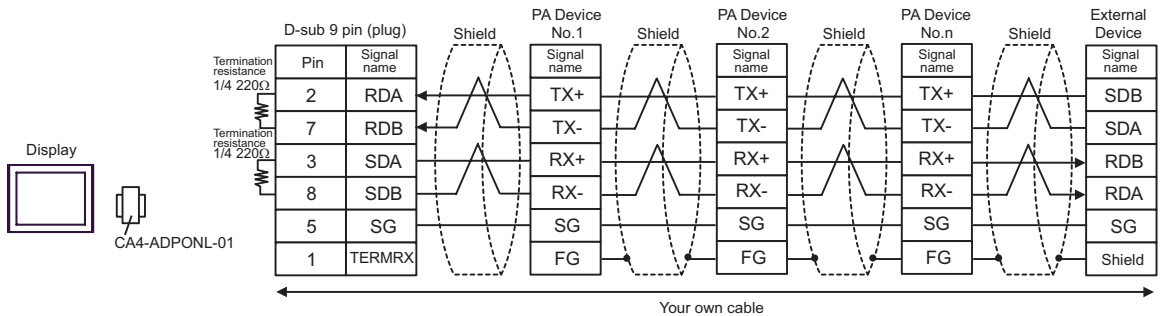 D-sub 9 pin (plug) Shield PA Device No.1 Shield PA Device No.2 Shield PA Device No.n Shield External Device
Pin Signal name Signal name Signal name Signal name Signal name
Termination resistance 1/4 220Ω
2 RDA TX+ TX+ TX+ SDB
7 RDB TX- TX- TX- SDA
Termination resistance 1/4 220Ω
3 SDA RX+ RX+ RX+ RDB
8 SDB RX- RX- RX- RDA
5 SG SG SG SG SG
1 TERMRX FG FG FG Shield
Display
CA4-ADPONL-01
Your own cable